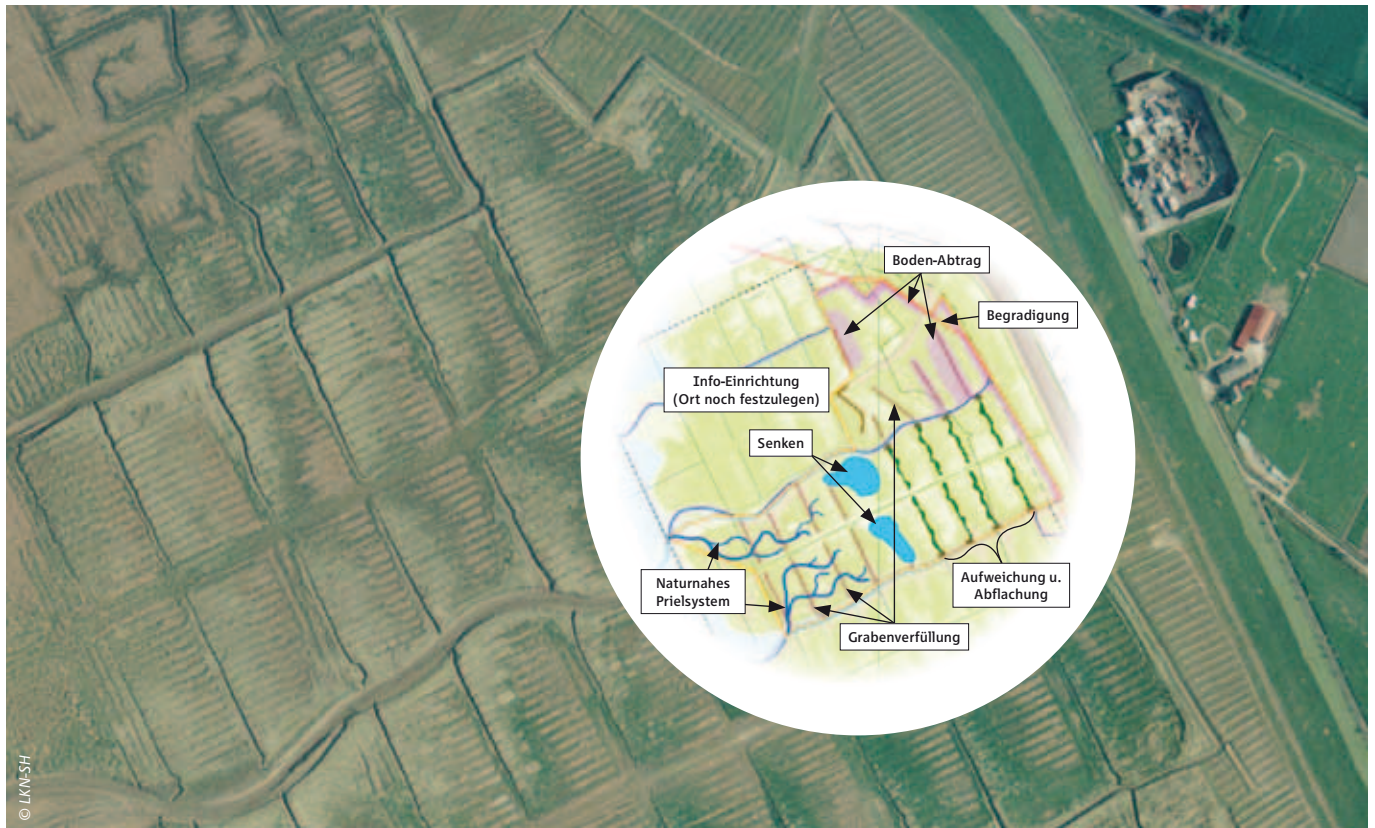 Boden-Abtrag
Begradigung
Info-Einrichtung
(Ort noch festzulegen)
Senken
Naturnahes
Prielsystem
Aufweichung u.
Abflachung
Grabenverfüllung
© LKN-SH